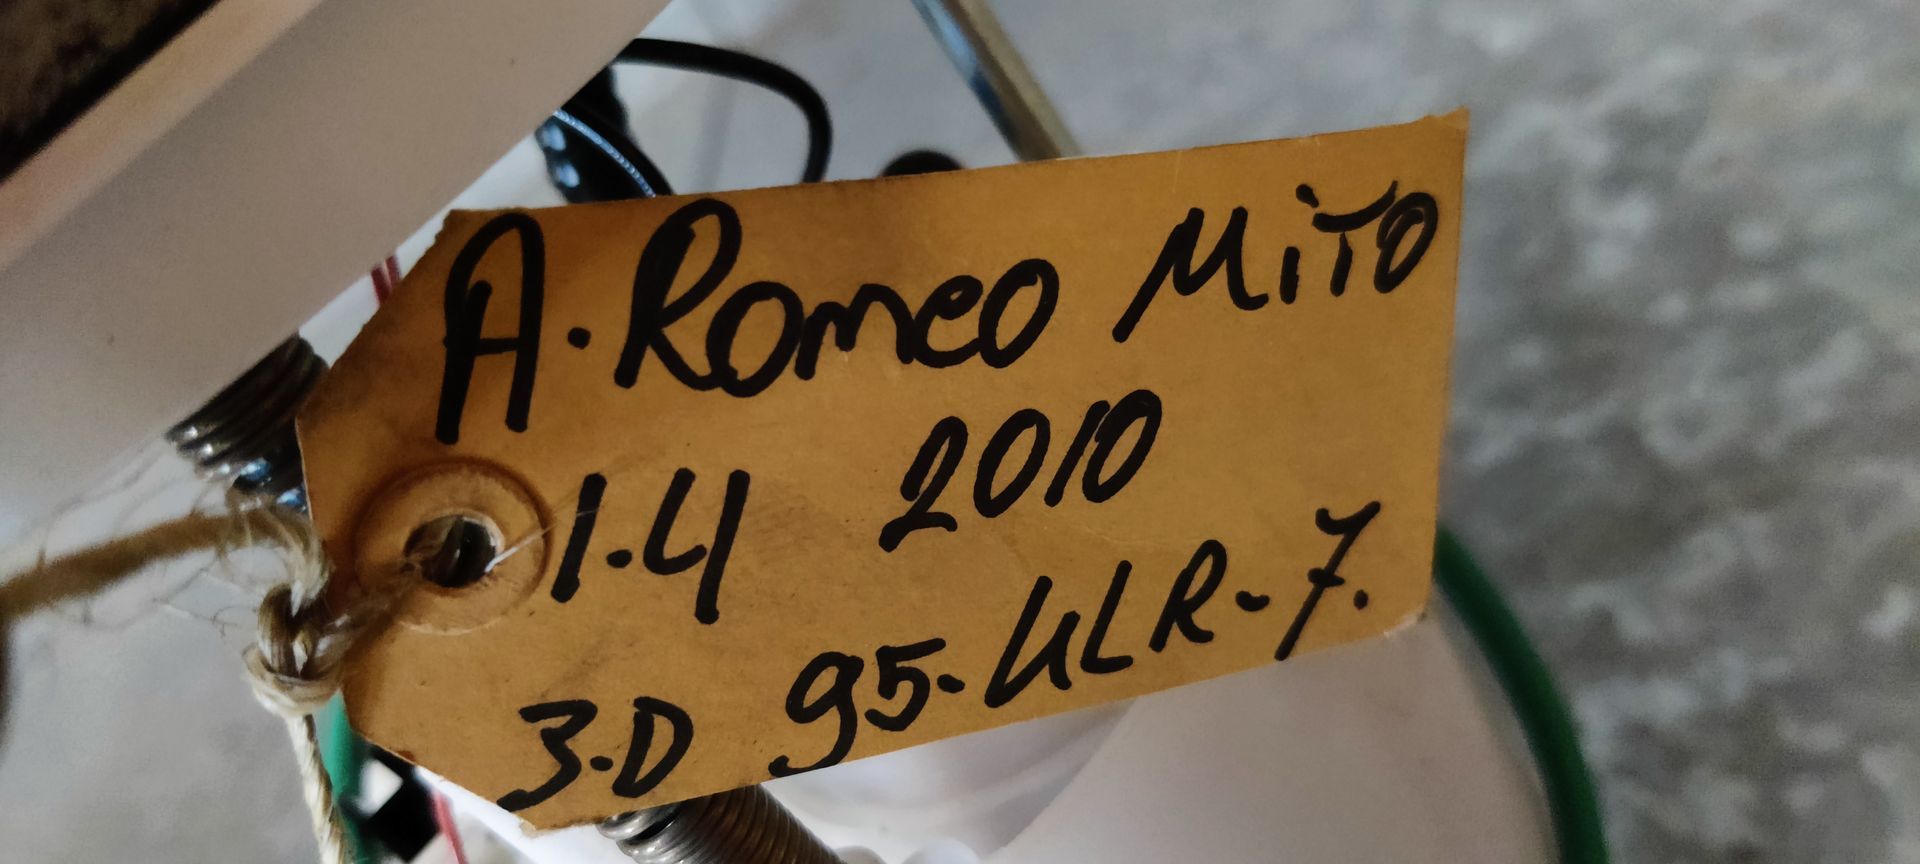 A. Romeo MiTO
1.4 2010
3.D 95-ULR-7.